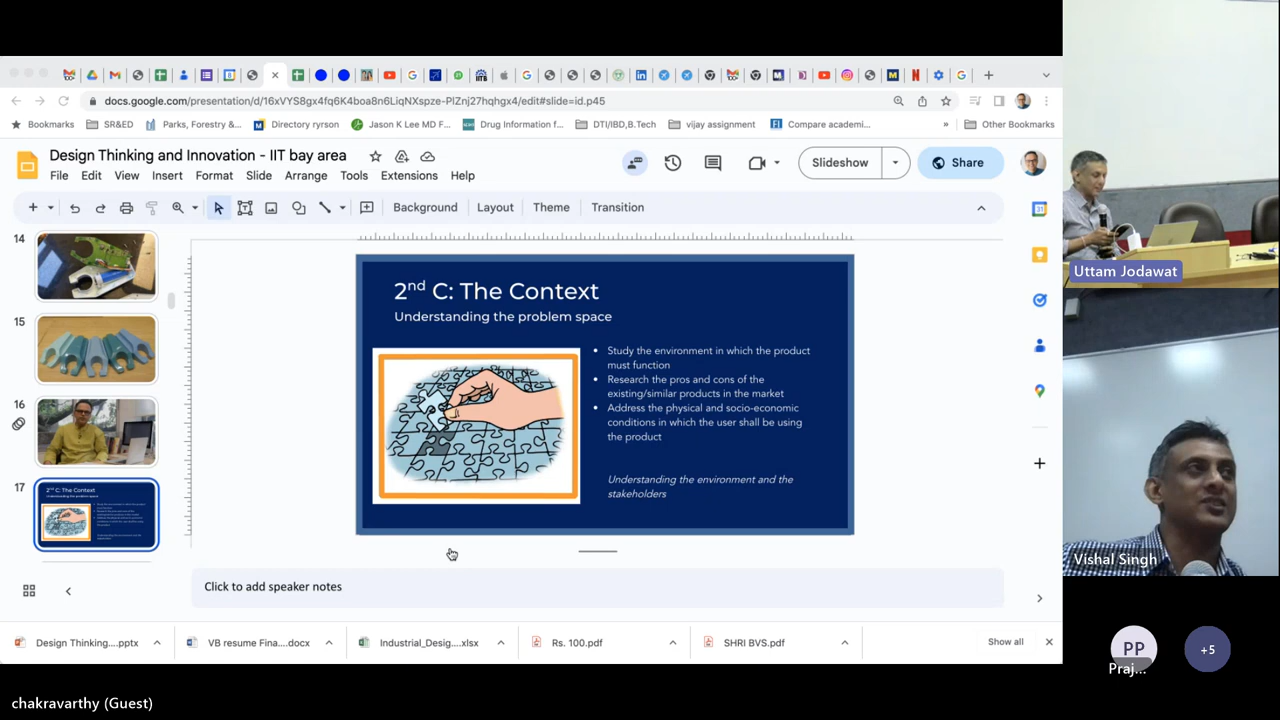 docs.google.com/presentation/d/16xVYS8gx4fq6K4boa8n6LiqNXspze-PlZnj27hqhgx4/edit#slide=id.p45
Bookmarks
SR&ED
Parks, Forestry &...
Directory ryrson
Jason K Lee MD F...
Drug Information f...
DTI/IBD,B.Tech
vijay assignment
Compare academi...
»
Other Bookmarks
Design Thinking and Innovation - IIT bay area
File Edit View Insert Format Slide Arrange Tools Extensions Help
Slideshow
Share
Background
Layout
Theme
Transition
14
15
16
17
2nd C: The Context
Understanding the problem space
• Study the environment in which the product
must function
• Research the pros and cons of the
existing/similar products in the market
• Address the physical and socio-economic
conditions in which the user shall be using
the product
Understanding the environment and the
stakeholders
Click to add speaker notes
Design Thinking....pptx
VB resume Fina....docx
Industrial_Desig....xlsx
Rs. 100.pdf
SHRI BVS.pdf
Show all
Uttam Jodawat
Vishal Singh
PP
Praj...
+5
chakravarthy (Guest)